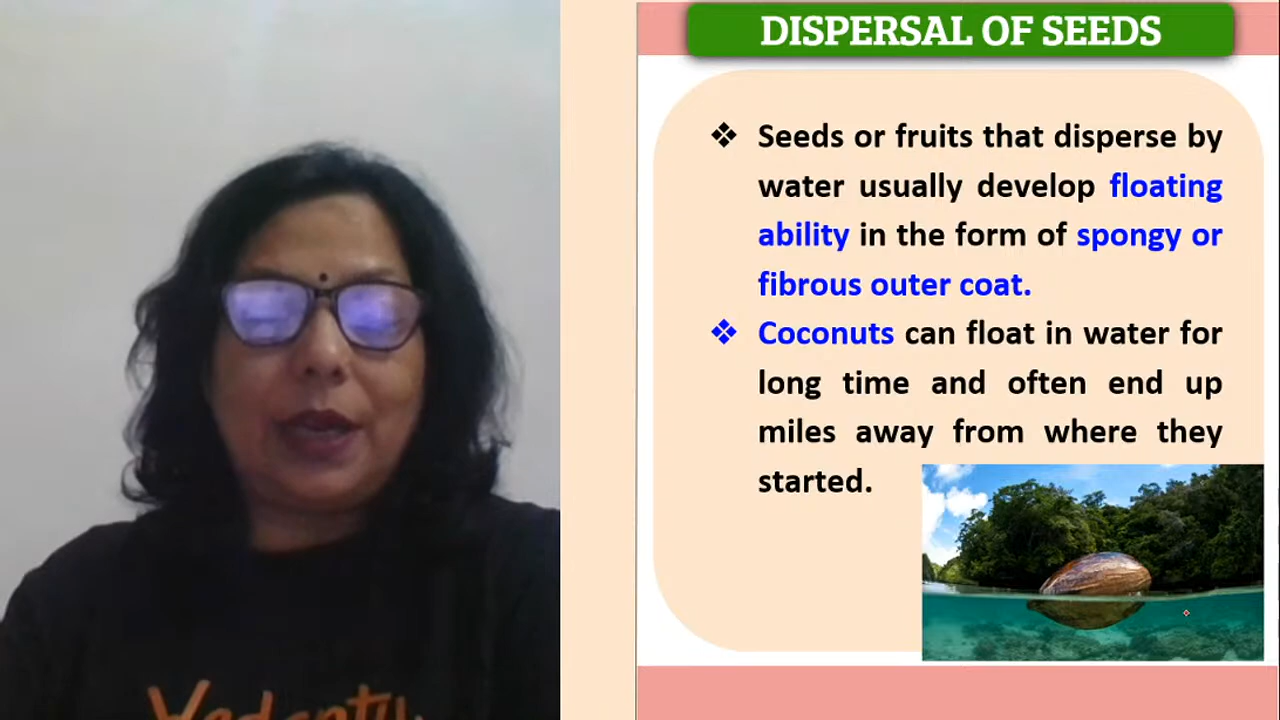 DISPERSAL OF SEEDS
❖ Seeds or fruits that disperse by
water usually develop floating
ability in the form of spongy or
fibrous outer coat.
❖ Coconuts can float in water for
long time and often end up
miles away from where they
started.
Vedantu